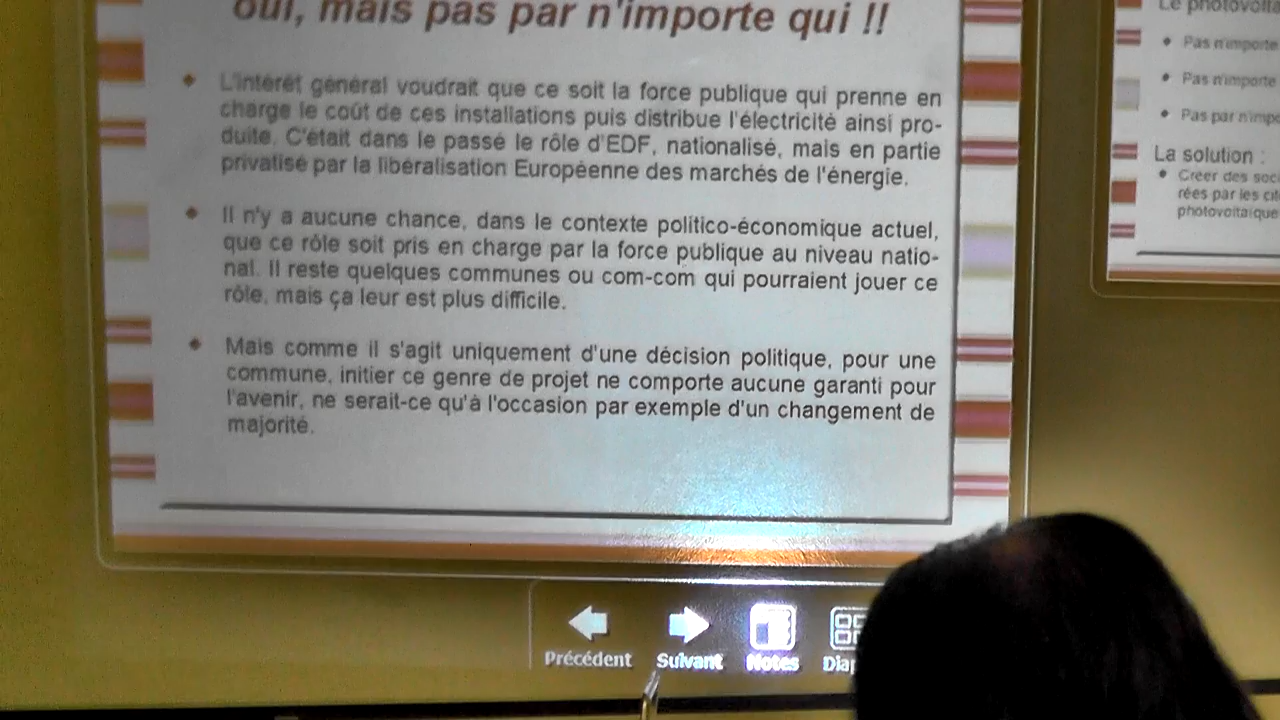 oui, mais pas par n'importe qui !!
L'intérêt général voudrait que ce soit la force publique qui prenne en
charge le coût de ces installations puis distribue l'électricité ainsi pro-
duite. C'était dans le passé le rôle d'EDF, nationalisé, mais en partie
privatisé par la libéralisation Européenne des marchés de l'énergie.
Il n'y a aucune chance, dans le contexte politico-économique actuel,
que ce rôle soit pris en charge par la force publique au niveau natio-
nal. Il reste quelques communes ou com-com qui pourraient jouer ce
rôle, mais ça leur est plus difficile.
Mais comme il s'agit uniquement d'une décision politique, pour une
commune, initier ce genre de projet ne comporte aucune garanti pour
l'avenir, ne serait-ce qu'à l'occasion par exemple d'un changement de
majorité.
Précédent Suivant Notes Diap
Le photovolta
Pas n'importe
Pas n'importe
Pas par n'impo
La solution :
Créer des soci
rées par les cit
photovoltaïque